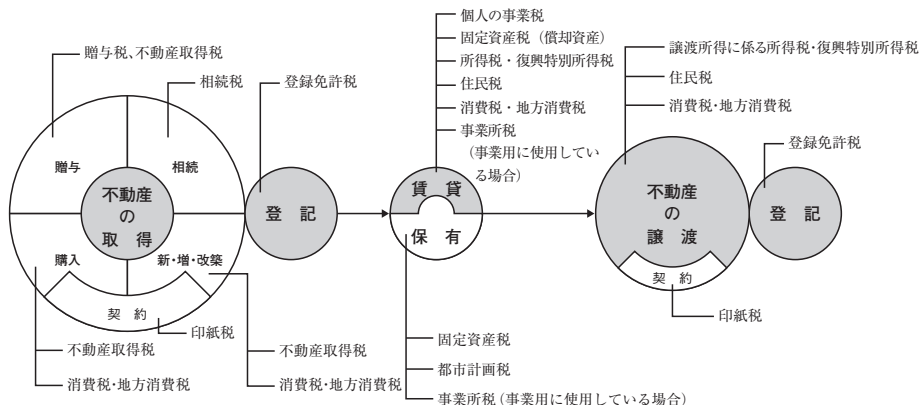 贈与税、不動産取得税
相続税
登録免許税
贈与
相続
不動産
の
取 得
購入
新・増・改築
契 約
印紙税
不動産取得税
消費税・地方消費税
不動産取得税
消費税・地方消費税
登 記
個人の事業税
固定資産税（償却資産）
所得税・復興特別所得税
住民税
消費税・地方消費税
事業所税
（事業用に使用してい
る場合）
賃 貸
保 有
固定資産税
都市計画税
事業所税（事業用に使用している場合）
譲渡所得に係る所得税・復興特別所得税
住民税
消費税・地方消費税
不動産
の
譲 渡
契 約
印紙税
登録免許税
登 記